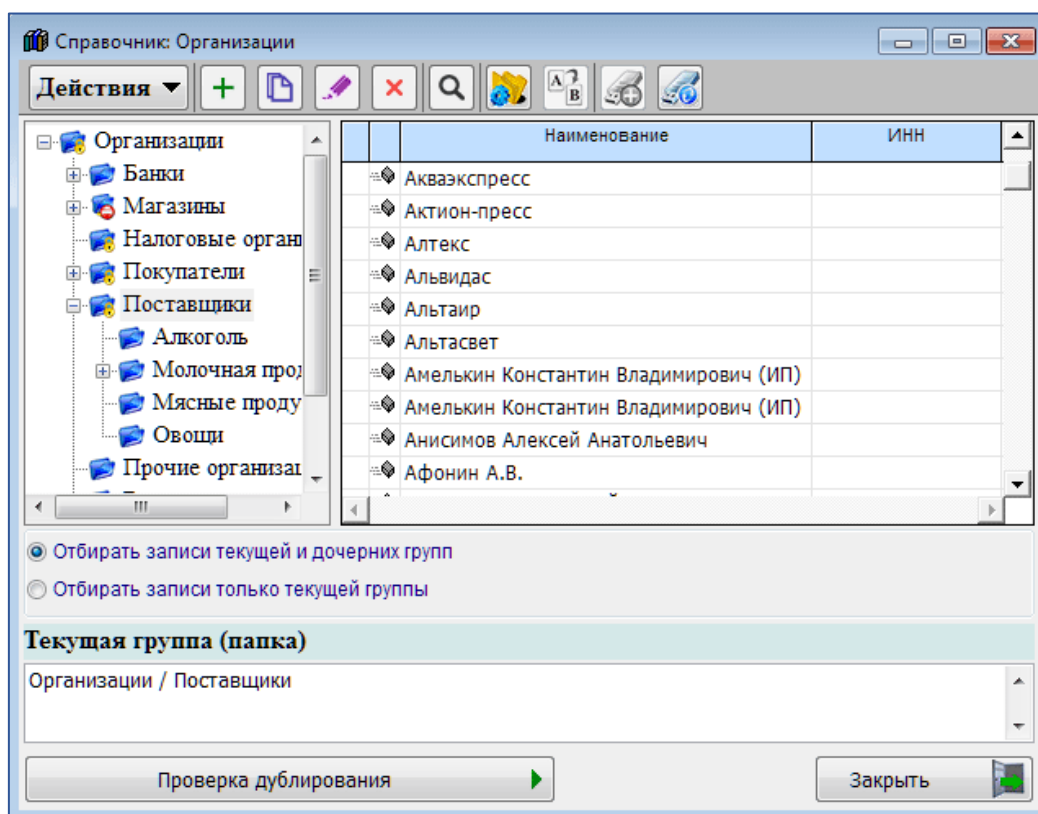 Справочник: Организации
Действия
Организации
Банки
Магазины
Налоговые орган
Покупатели
Поставщики
Алкоголь
Молочная прод
Мясные проду
Овощи
Прочие организац
Наименование ИНН
Акваэкспресс
Актион-пресс
Алтекс
Альвидас
Альтаир
Альтасвет
Амелькин Константин Владимирович (ИП)
Амелькин Константин Владимирович (ИП)
Анисимов Алексей Анатольевич
Афонин А.В.
Отбирать записи текущей и дочерних групп
Отбирать записи только текущей группы
Текущая группа (папка)
Организации / Поставщики
Проверка дублирования
Закрыть